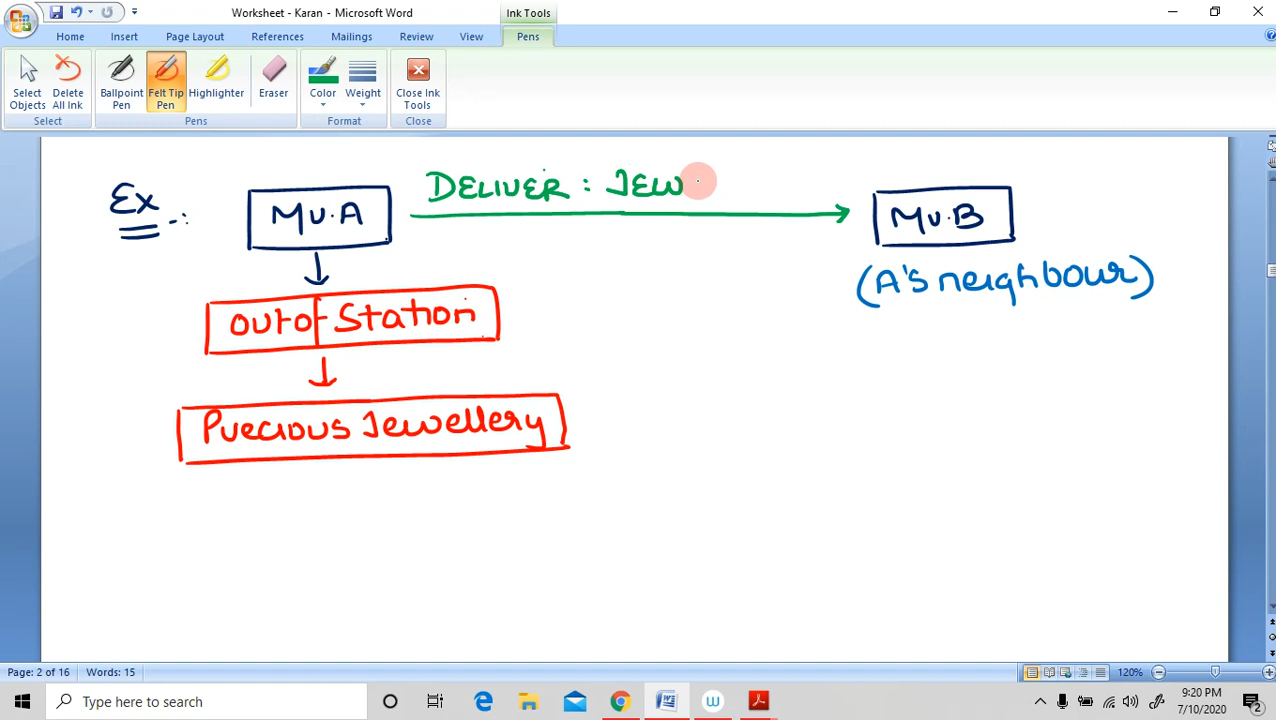 Worksheet - Karan - Microsoft Word
Ink Tools
Home Insert Page Layout References Mailings Review View Pens
Select Objects
Delete All Ink
Ballpoint Pen
Felt Tip Pen
Highlighter
Eraser
Color
Weight
Close Ink Tools
Select Pens Format Close
Ex -:
Mr.A
DELIVER : JEW
Mr.B
(A's neighbour)
out of Station
Precious Jewellery
Page: 2 of 16 Words: 15 120%
Type here to search
9:20 PM
7/10/2020
2